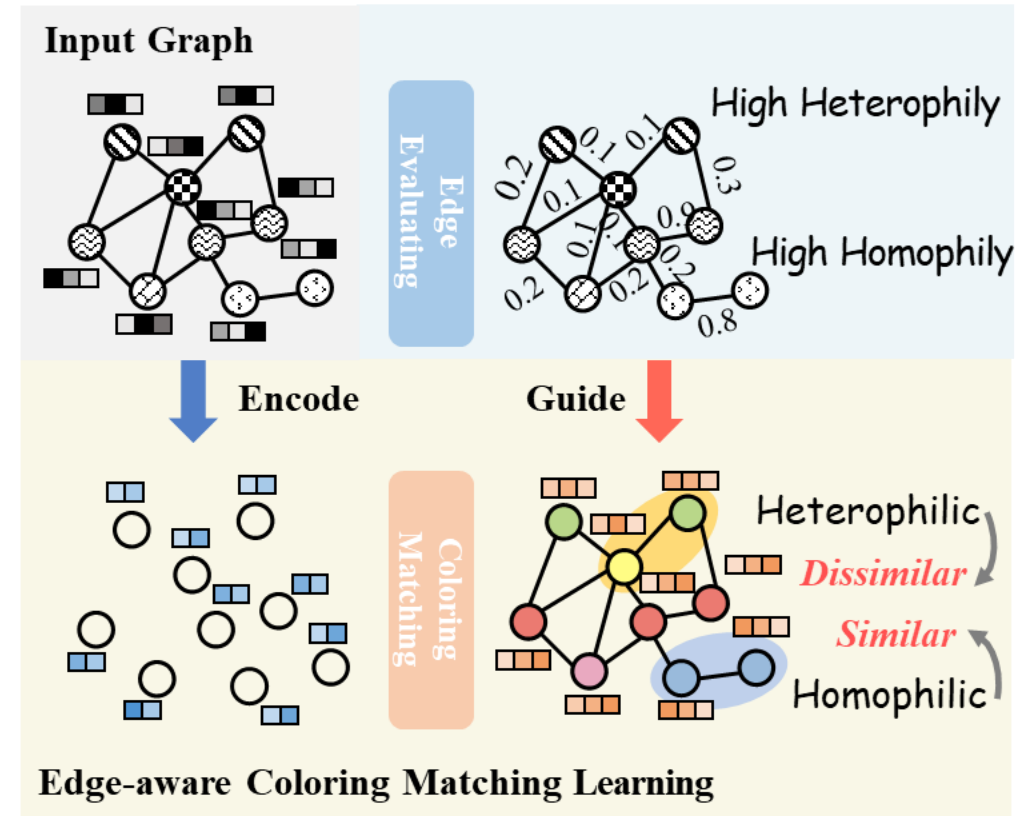 Input Graph
Edge
Evaluating
High Heterophily
High Homophily
0.1
0.1
0.2
0.1
0.3
0.9
0.1
0.2
0.2
0.2
0.8
Encode
Guide
Coloring
Matching
Heterophilic
Dissimilar
Similar
Homophilic
Edge-aware Coloring Matching Learning